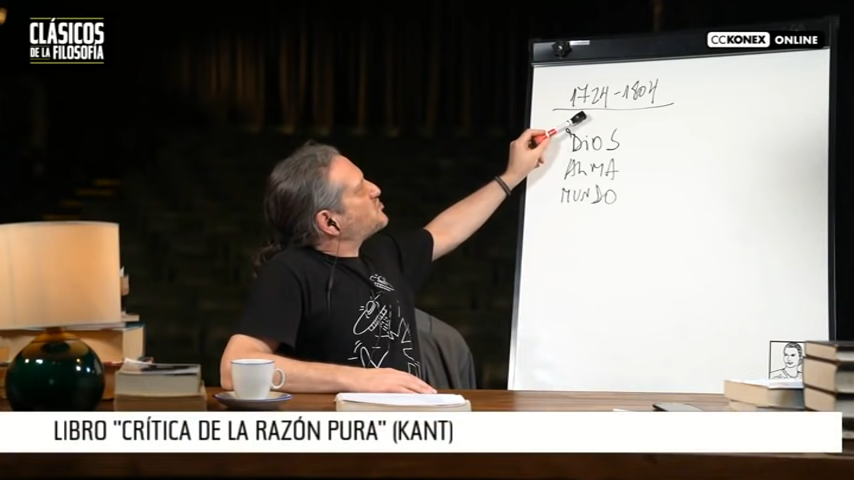 CLÁSICOS
DE LA FILOSOFÍA
CCKONEX ONLINE
1724-1804
DIOS
ALMA
MUNDO
LIBRO "CRÍTICA DE LA RAZÓN PURA" (KANT)